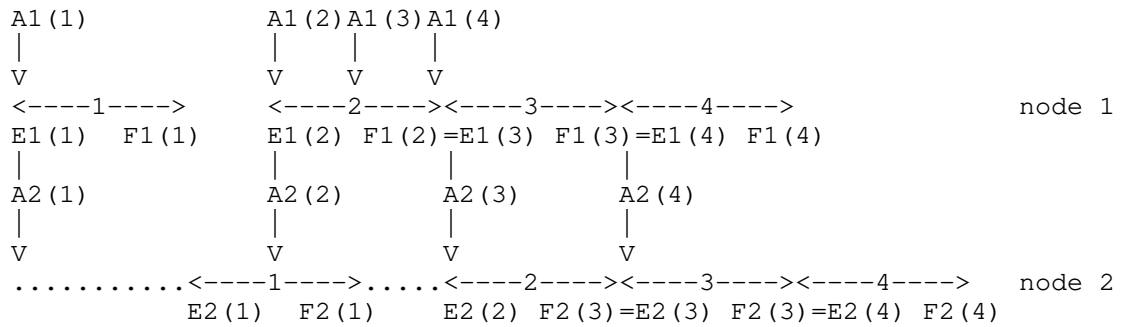 A1(1)           A1(2)A1(3)A1(4)
|               |    |    |
V               V    V    V
<----1---->     <----2----><----3----><----4---->              node 1
E1(1)  F1(1)    E1(2) F1(2)=E1(3) F1(3)=E1(4) F1(4)
|               |          |          |
A2(1)           A2(2)      A2(3)      A2(4)
|               |          |          |
V               V          V          V
...........<----1---->.....<----2----><----3----><----4---->   node 2
           E2(1)  F2(1)    E2(2) F2(3)=E2(3) F2(3)=E2(4) F2(4)